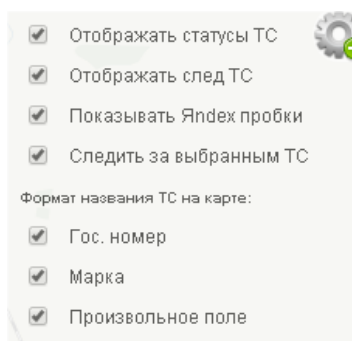 Отображать статусы ТС
Отображать след ТС
Показывать Яndex пробки
Следить за выбранным ТС
Формат названия ТС на карте:
Гос. номер
Марка
Произвольное поле